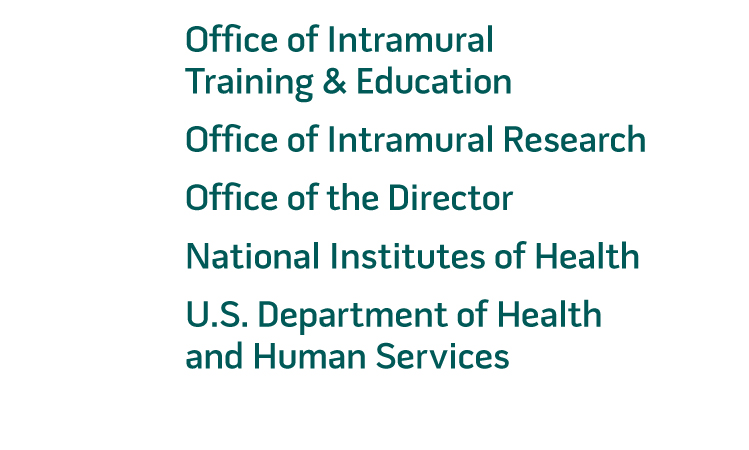 Office of Intramural
Training & Education
Office of Intramural Research
Office of the Director
National Institutes of Health
U.S. Department of Health
and Human Services